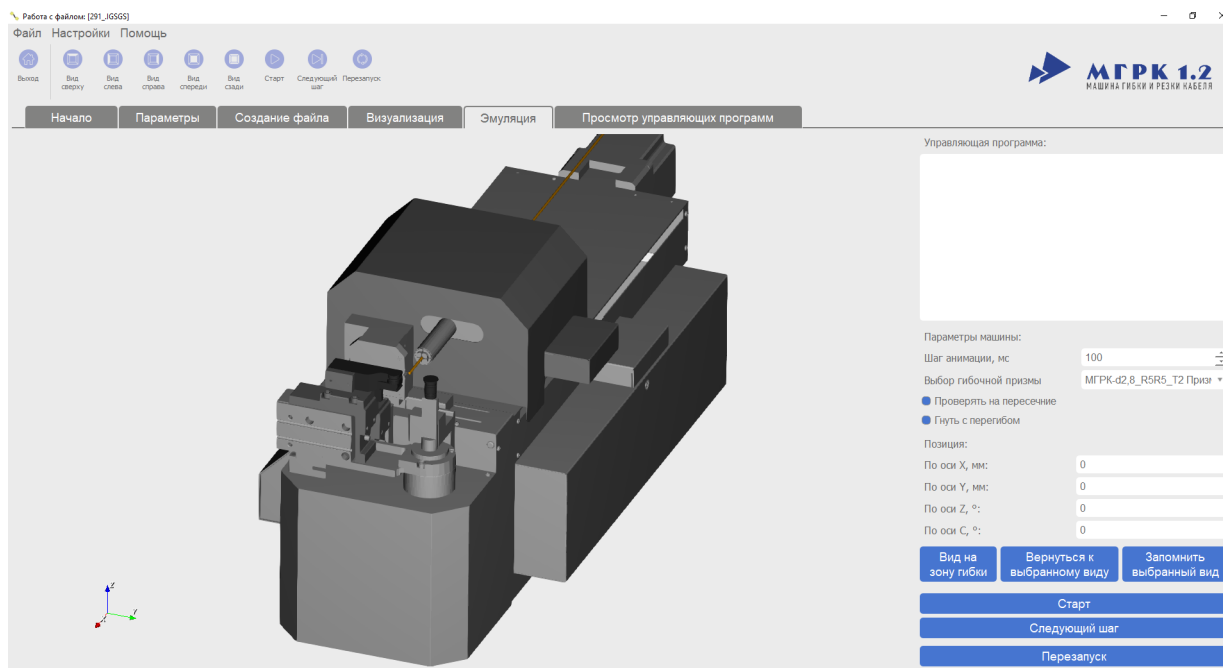 Работа с файлом: [291_JGSGS]
Файл Настройки Помощь
Выход
Вид сверху
Вид слева
Вид справа
Вид спереди
Вид сзади
Старт
Следующий шаг
Перезапуск
МГРК 1.2
МАШИНА ГИБКИ И РЕЗКИ КАБЕЛЯ
Начало Параметры Создание файла Визуализация Эмуляция Просмотр управляющих программ
Управляющая программа:
Параметры машины:
Шаг анимации, мс 100
Выбор гибочной призмы МГРК-d2,8_R5R5_T2 Призм
Проверять на пересечние
Гнуть с перегибом
Позиция:
По оси X, мм: 0
По оси Y, мм: 0
По оси Z, °: 0
По оси C, °: 0
Вид на
зону гибки
Вернуться к
выбранному виду
Запомнить
выбранный вид
Старт
Следующий шаг
Перезапуск
Z
Y
X